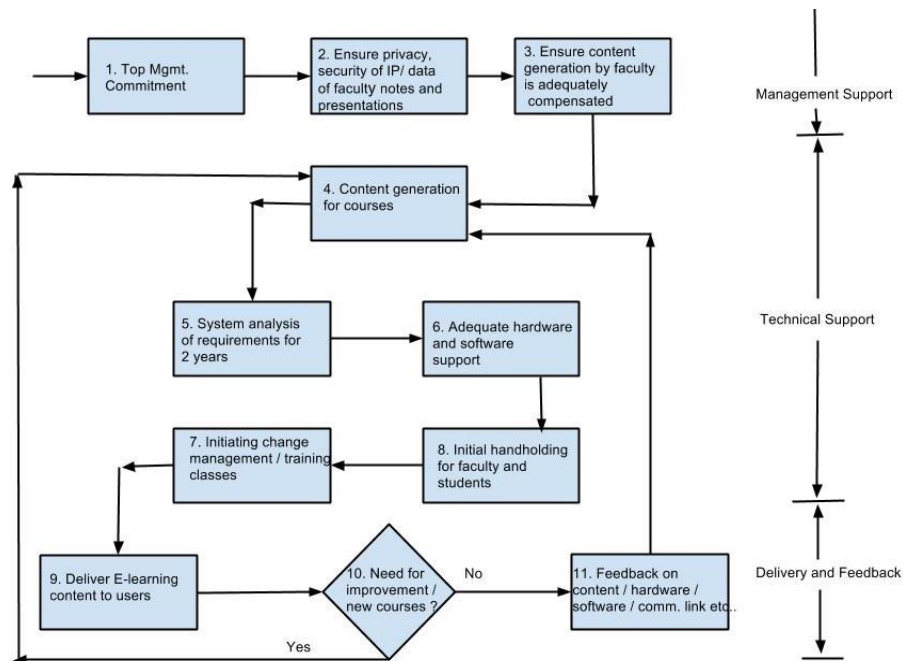 1. Top Mgmt.
Commitment
2. Ensure privacy,
security of IP/ data
of faculty notes and
presentations
3. Ensure content
generation by faculty
is adequately
compensated
Management Support
4. Content generation
for courses
5. System analysis
of requirements for
2 years
6. Adequate hardware
and software
support
Technical Support
7. Initiating change
management / training
classes
8. Initial handholding
for faculty and
students
9. Deliver E-learning
content to users
10. Need for
improvement /
new courses ?
No
Yes
11. Feedback on
content / hardware /
software / comm. link etc..
Delivery and Feedback